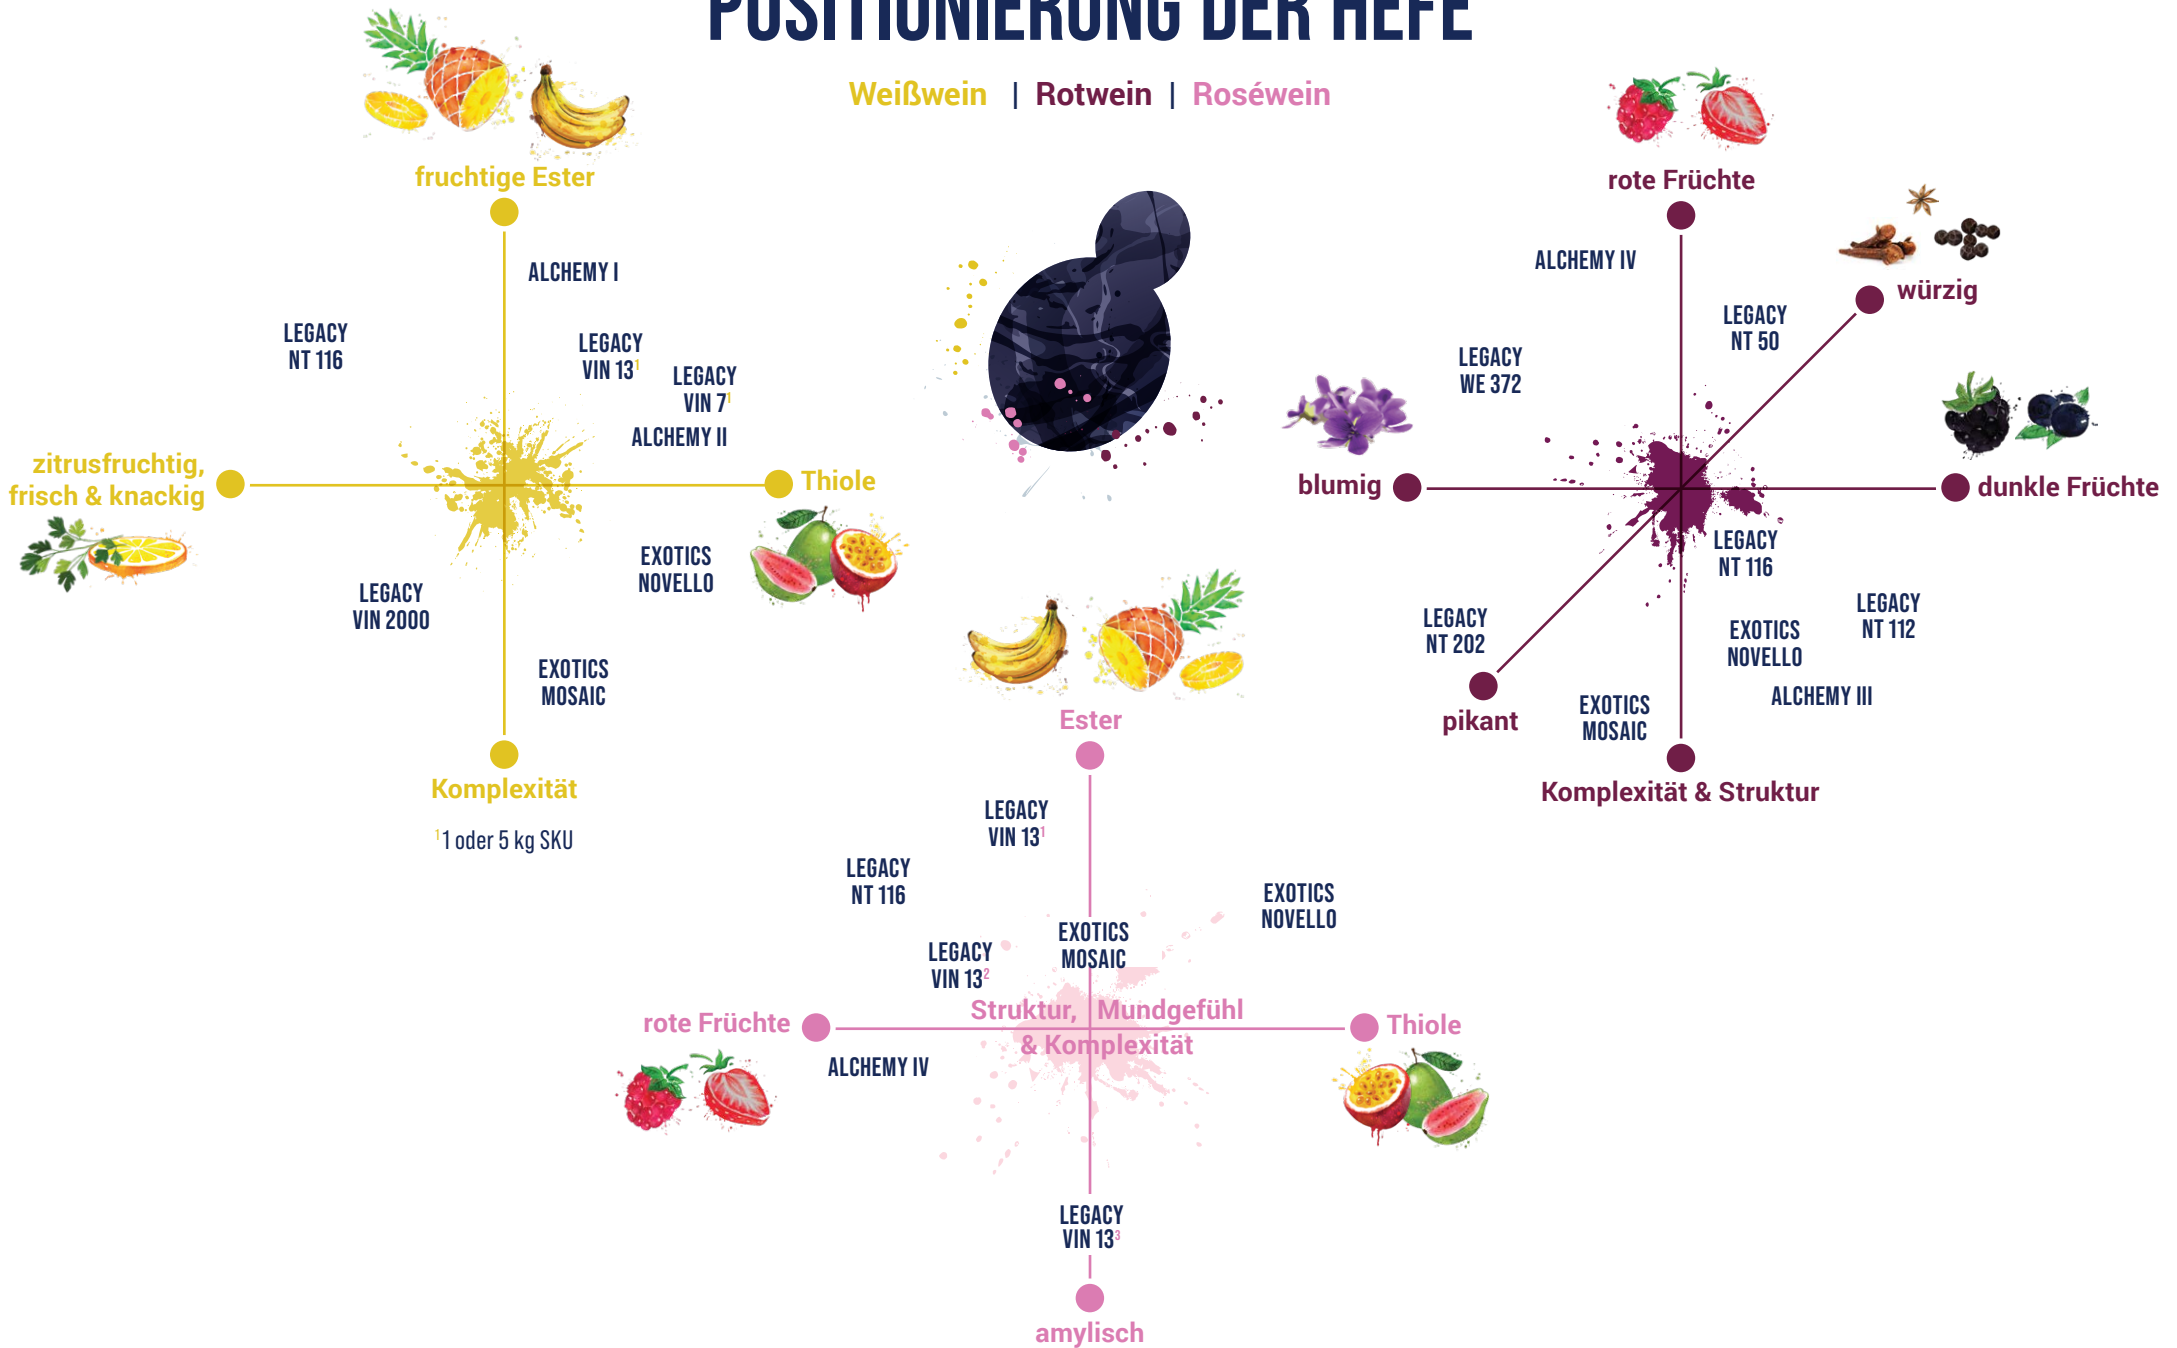 POSITIONIERUNG DER HEFE
Weißwein | Rotwein | Roséwein
fruchtige Ester
ALCHEMY I
LEGACY
NT 116
LEGACY
VIN 13¹
LEGACY
VIN 7¹
ALCHEMY II
zitrusfruchtig,
frisch & knackig
Thiole
EXOTICS
NOVELLO
LEGACY
VIN 2000
EXOTICS
MOSAIC
Komplexität
¹1 oder 5 kg SKU
rote Früchte
ALCHEMY IV
würzig
LEGACY
NT 50
LEGACY
WE 372
blumig
dunkle Früchte
LEGACY
NT 116
LEGACY
NT 112
LEGACY
NT 202
EXOTICS
NOVELLO
ALCHEMY III
EXOTICS
MOSAIC
pikant
Komplexität & Struktur
Ester
LEGACY
VIN 13¹
LEGACY
NT 116
EXOTICS
NOVELLO
EXOTICS
MOSAIC
LEGACY
VIN 13²
Struktur, Mundgefühl
& Komplexität
rote Früchte
Thiole
ALCHEMY IV
LEGACY
VIN 13³
amylisch